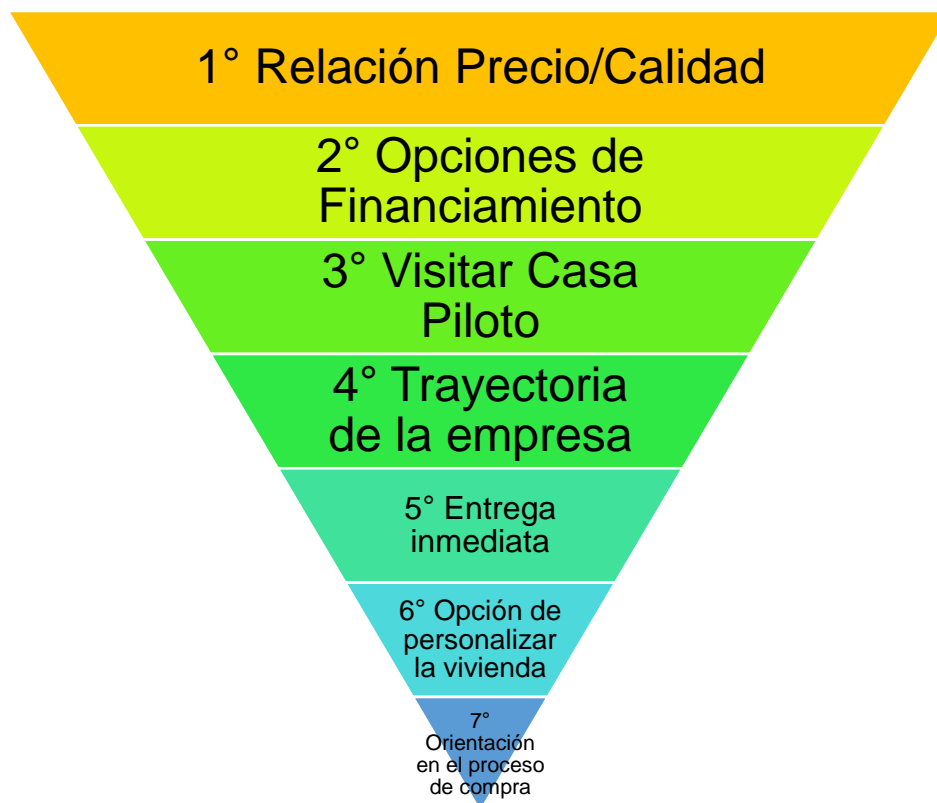 1° Relación Precio/Calidad
2° Opciones de
Financiamiento
3° Visitar Casa
Piloto
4° Trayectoria
de la empresa
5° Entrega
inmediata
6° Opción de
personalizar
la vivienda
7°
Orientación
en el proceso
de compra